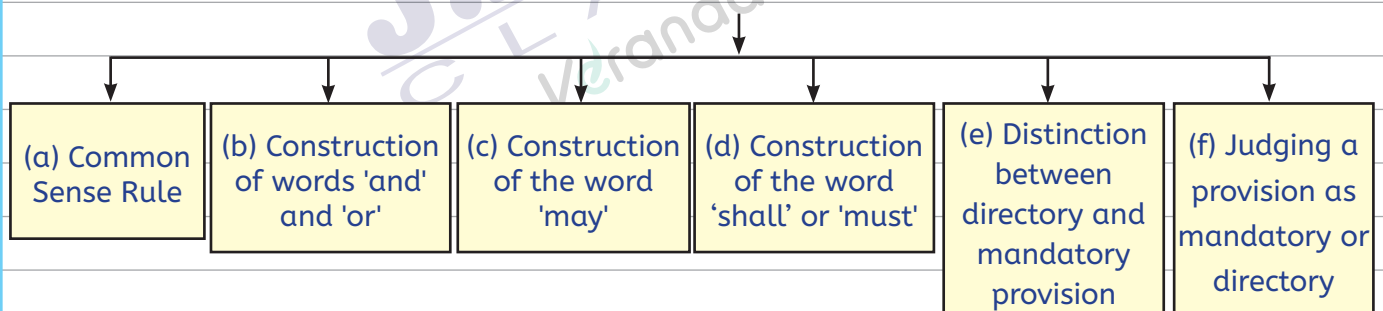 (a) Common
Sense Rule
(b) Construction
of words 'and'
and 'or'
(c) Construction
of the word
'may'
(d) Construction
of the word
‘shall’ or 'must'
(e) Distinction
between
directory and
mandatory
provision
(f) Judging a
provision as
mandatory or
directory